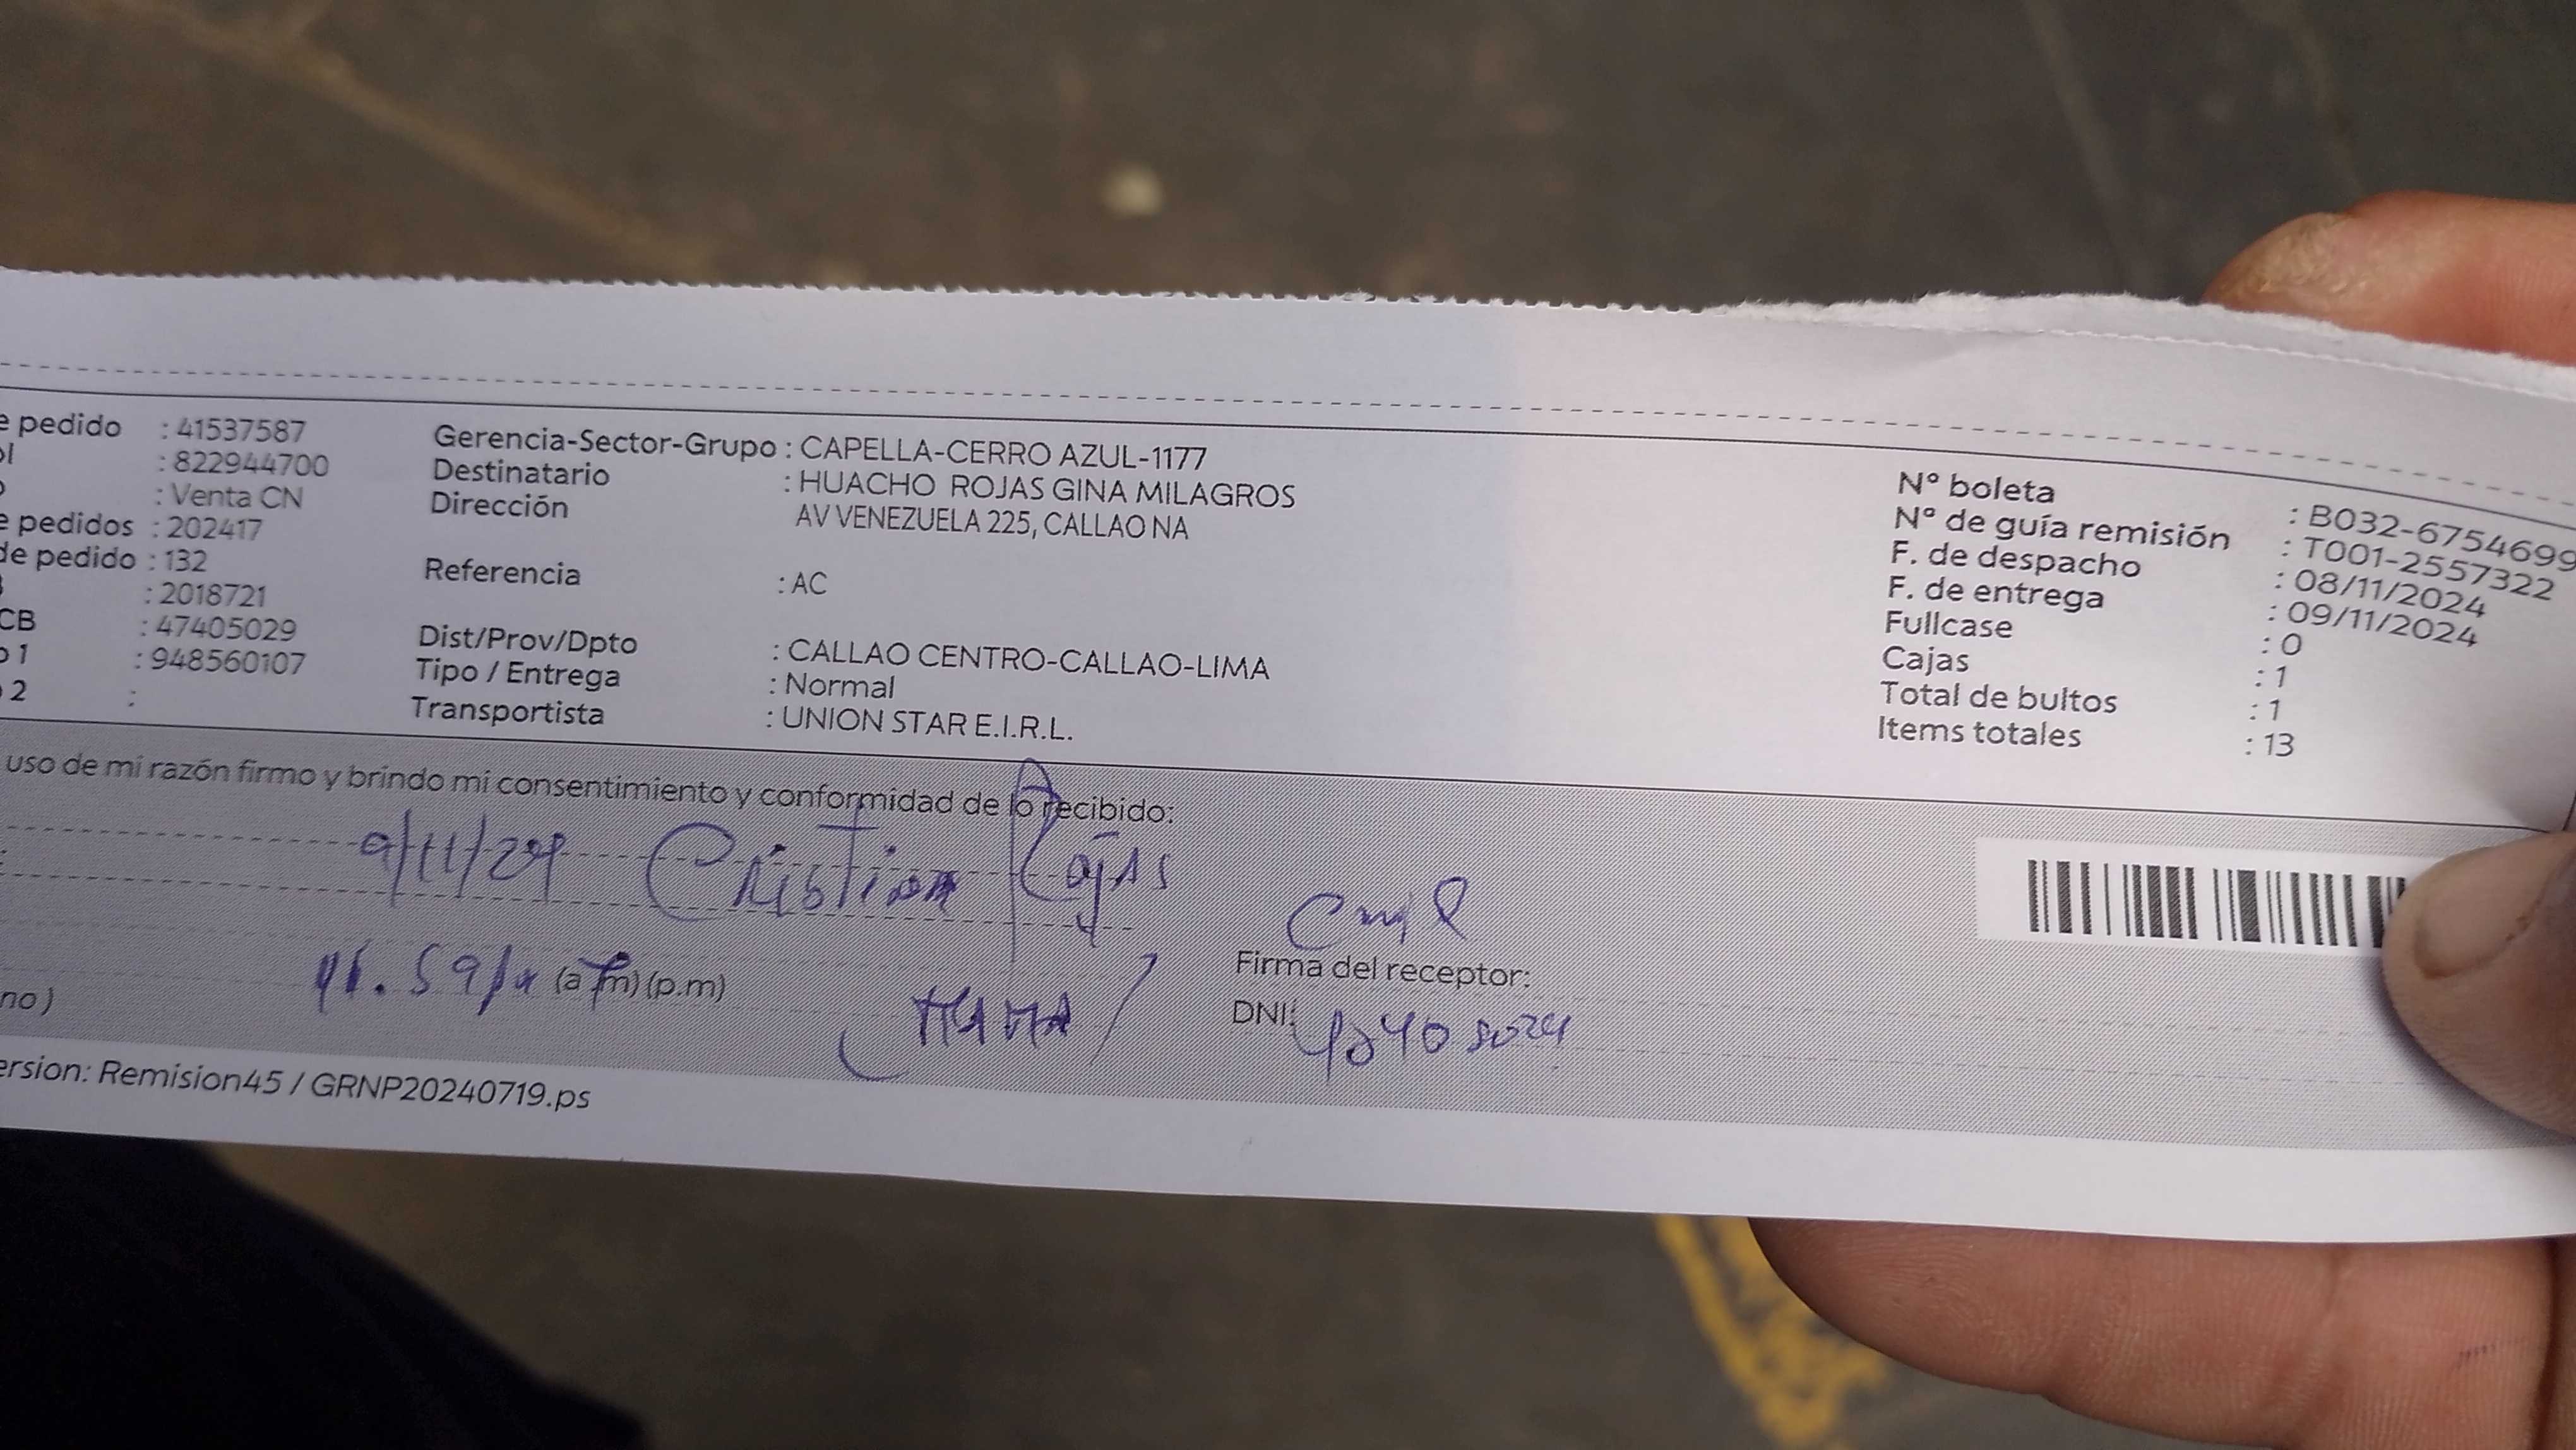 e pedido : 41537587
ol : 822944700
o : Venta CN
e pedidos : 202417
de pedido : 132
: 2018721
CB : 47405029
o 1 : 948560107
o 2 :
Gerencia-Sector-Grupo : CAPELLA-CERRO AZUL-1177
Destinatario : HUACHO ROJAS GINA MILAGROS
Dirección AV VENEZUELA 225, CALLAO NA
Referencia : AC
Dist/Prov/Dpto : CALLAO CENTRO-CALLAO-LIMA
Tipo / Entrega : Normal
Transportista : UNION STAR E.I.R.L.
Nº boleta : B032-6754699
Nº de guía remisión : T001-2557322
F. de despacho : 08/11/2024
F. de entrega : 09/11/2024
Fullcase : 0
Cajas : 1
Total de bultos : 1
Items totales : 13
uso de mi razón firmo y brindo mi consentimiento y conformidad de lo recibido:
9/11/24 Cristian Rojas
(a.m) (p.m)
Firma del receptor:
no)
DNI:
ersion: Remision45 / GRNP20240719.ps